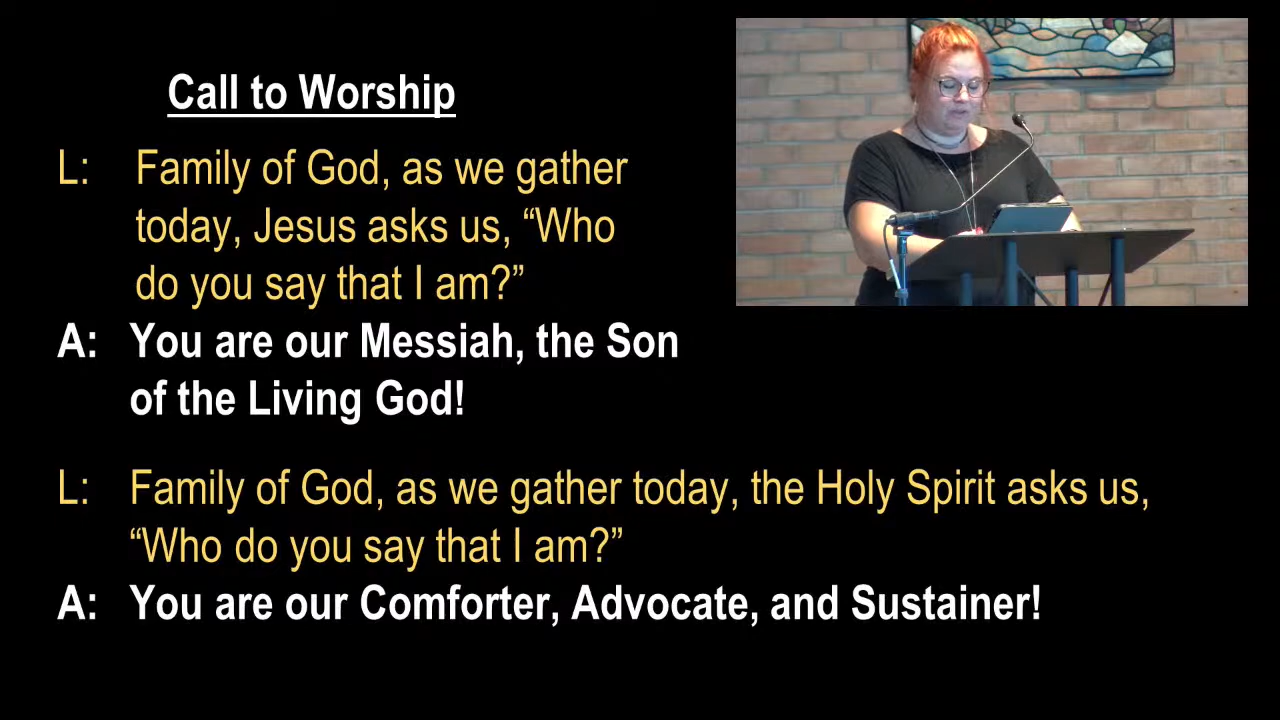 Call to Worship
L: Family of God, as we gather
today, Jesus asks us, “Who
do you say that I am?”
A: You are our Messiah, the Son
of the Living God!
L: Family of God, as we gather today, the Holy Spirit asks us,
“Who do you say that I am?”
A: You are our Comforter, Advocate, and Sustainer!